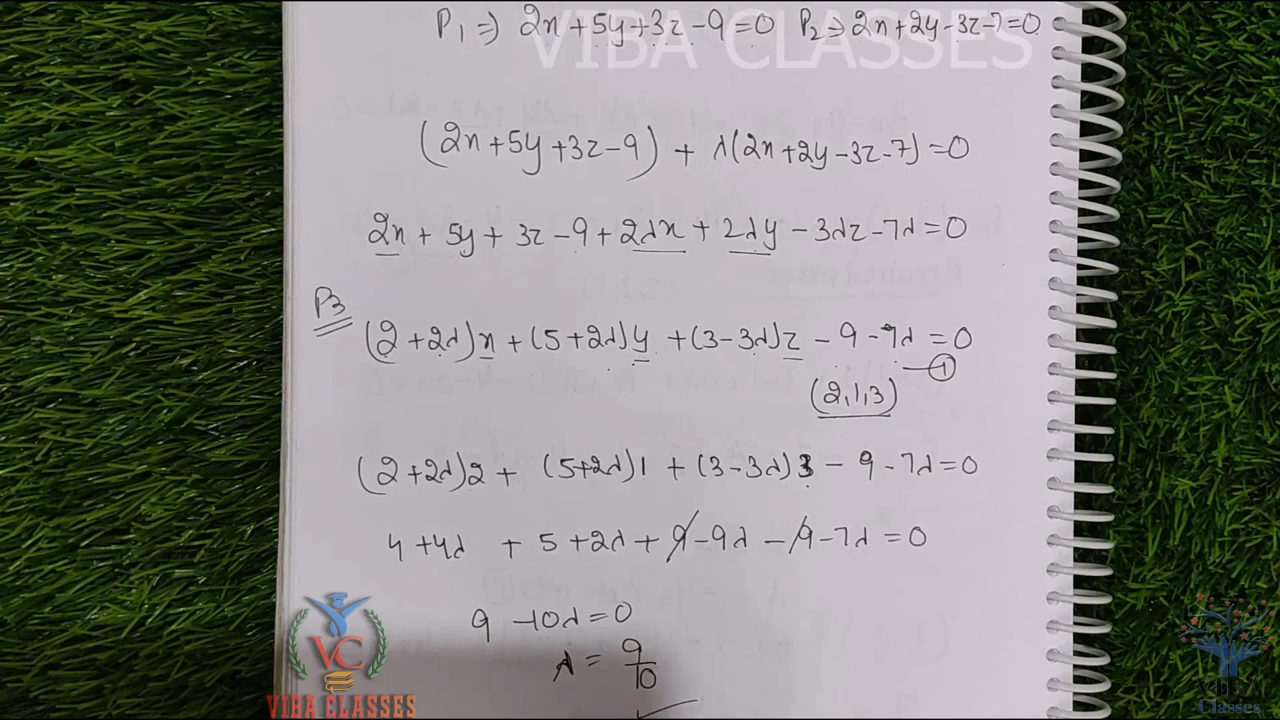 P1 ⇒ 2x + 5y + 3z - 9 = 0 P2 ⇒ 2x + 2y - 3z - 7 = 0
VIBA CLASSES
(2x + 5y + 3z - 9) + λ(2x + 2y - 3z - 7) = 0
2x + 5y + 3z - 9 + 2λx + 2λy - 3λz - 7λ = 0
P3
(2 + 2λ)x + (5 + 2λ)y + (3 - 3λ)z - 9 - 7λ = 0
— ①
(2,1,3)
(2 + 2λ)2 + (5 + 2λ)1 + (3 - 3λ)3 - 9 - 7λ = 0
4 + 4λ + 5 + 2λ + 9 - 9λ - 9 - 7λ = 0
9 - 10λ = 0
λ = 9/10
VC
VIBA CLASSES
VIBA
Classes